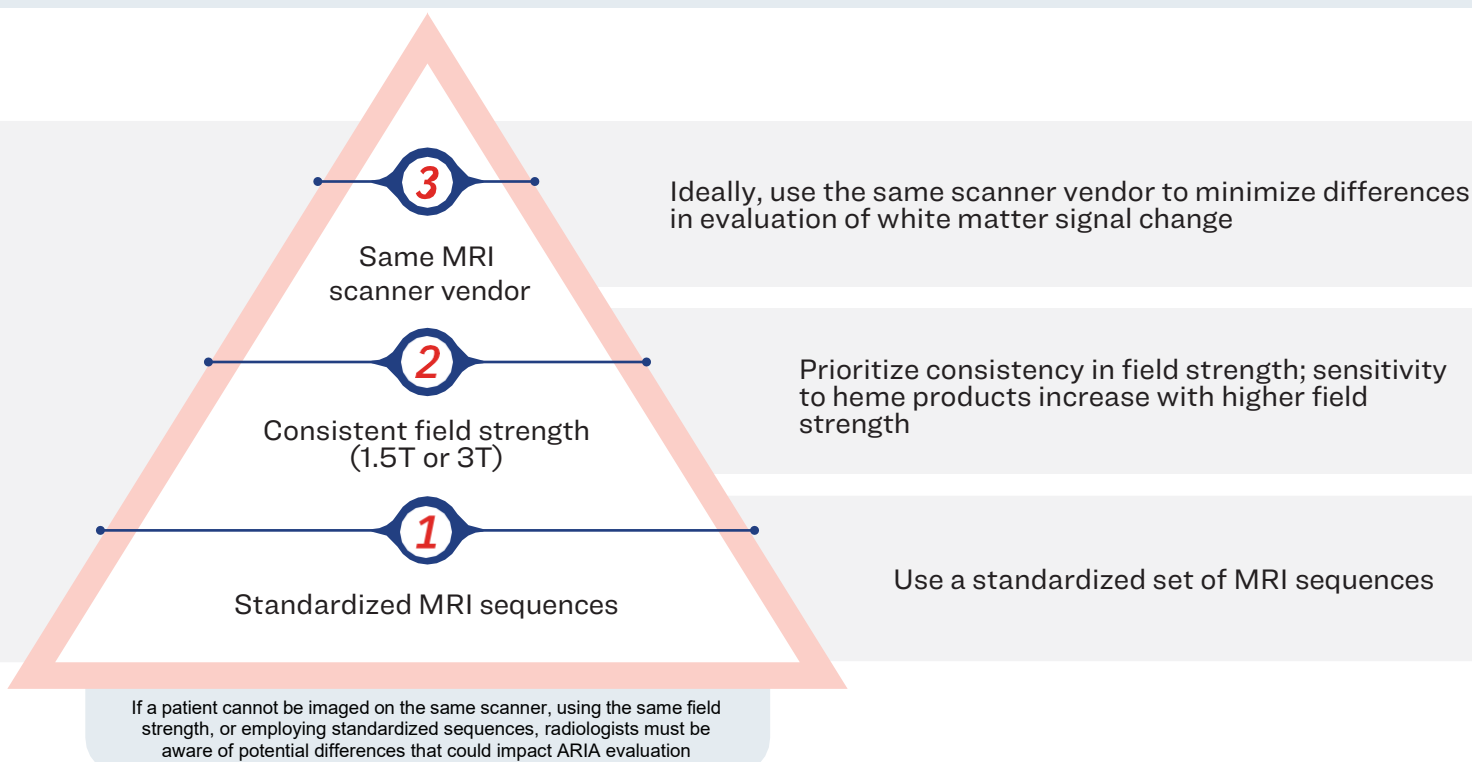 3
Same MRI
scanner vendor
Ideally, use the same scanner vendor to minimize differences
in evaluation of white matter signal change
2
Consistent field strength
(1.5T or 3T)
Prioritize consistency in field strength; sensitivity
to heme products increase with higher field
strength
1
Standardized MRI sequences
Use a standardized set of MRI sequences
If a patient cannot be imaged on the same scanner, using the same field
strength, or employing standardized sequences, radiologists must be
aware of potential differences that could impact ARIA evaluation